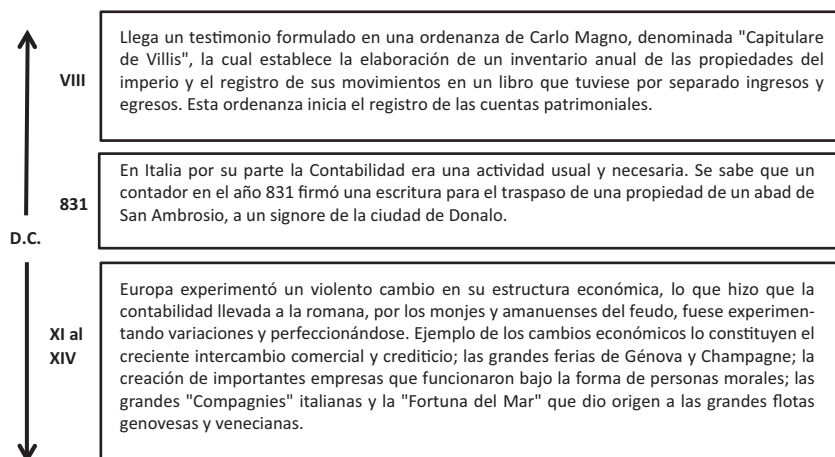 Llega un testimonio formulado en una ordenanza de Carlo Magno, denominada "Capitulare
de Villis", la cual establece la elaboración de un inventario anual de las propiedades del
imperio y el registro de sus movimientos en un libro que tuviese por separado ingresos y
egresos. Esta ordenanza inicia el registro de las cuentas patrimoniales.
VIII
En Italia por su parte la Contabilidad era una actividad usual y necesaria. Se sabe que un
contador en el año 831 firmó una escritura para el traspaso de una propiedad de un abad de
San Ambrosio, a un signore de la ciudad de Donalo.
831
D.C.
Europa experimentó un violento cambio en su estructura económica, lo que hizo que la
contabilidad llevada a la romana, por los monjes y amanuenses del feudo, fuese experimen-
tando variaciones y perfeccionándose. Ejemplo de los cambios económicos lo constituyen el
creciente intercambio comercial y crediticio; las grandes ferias de Génova y Champagne; la
creación de importantes empresas que funcionaron bajo la forma de personas morales; las
grandes "Compagnies" italianas y la "Fortuna del Mar" que dio origen a las grandes flotas
genovesas y venecianas.
XI al
XIV